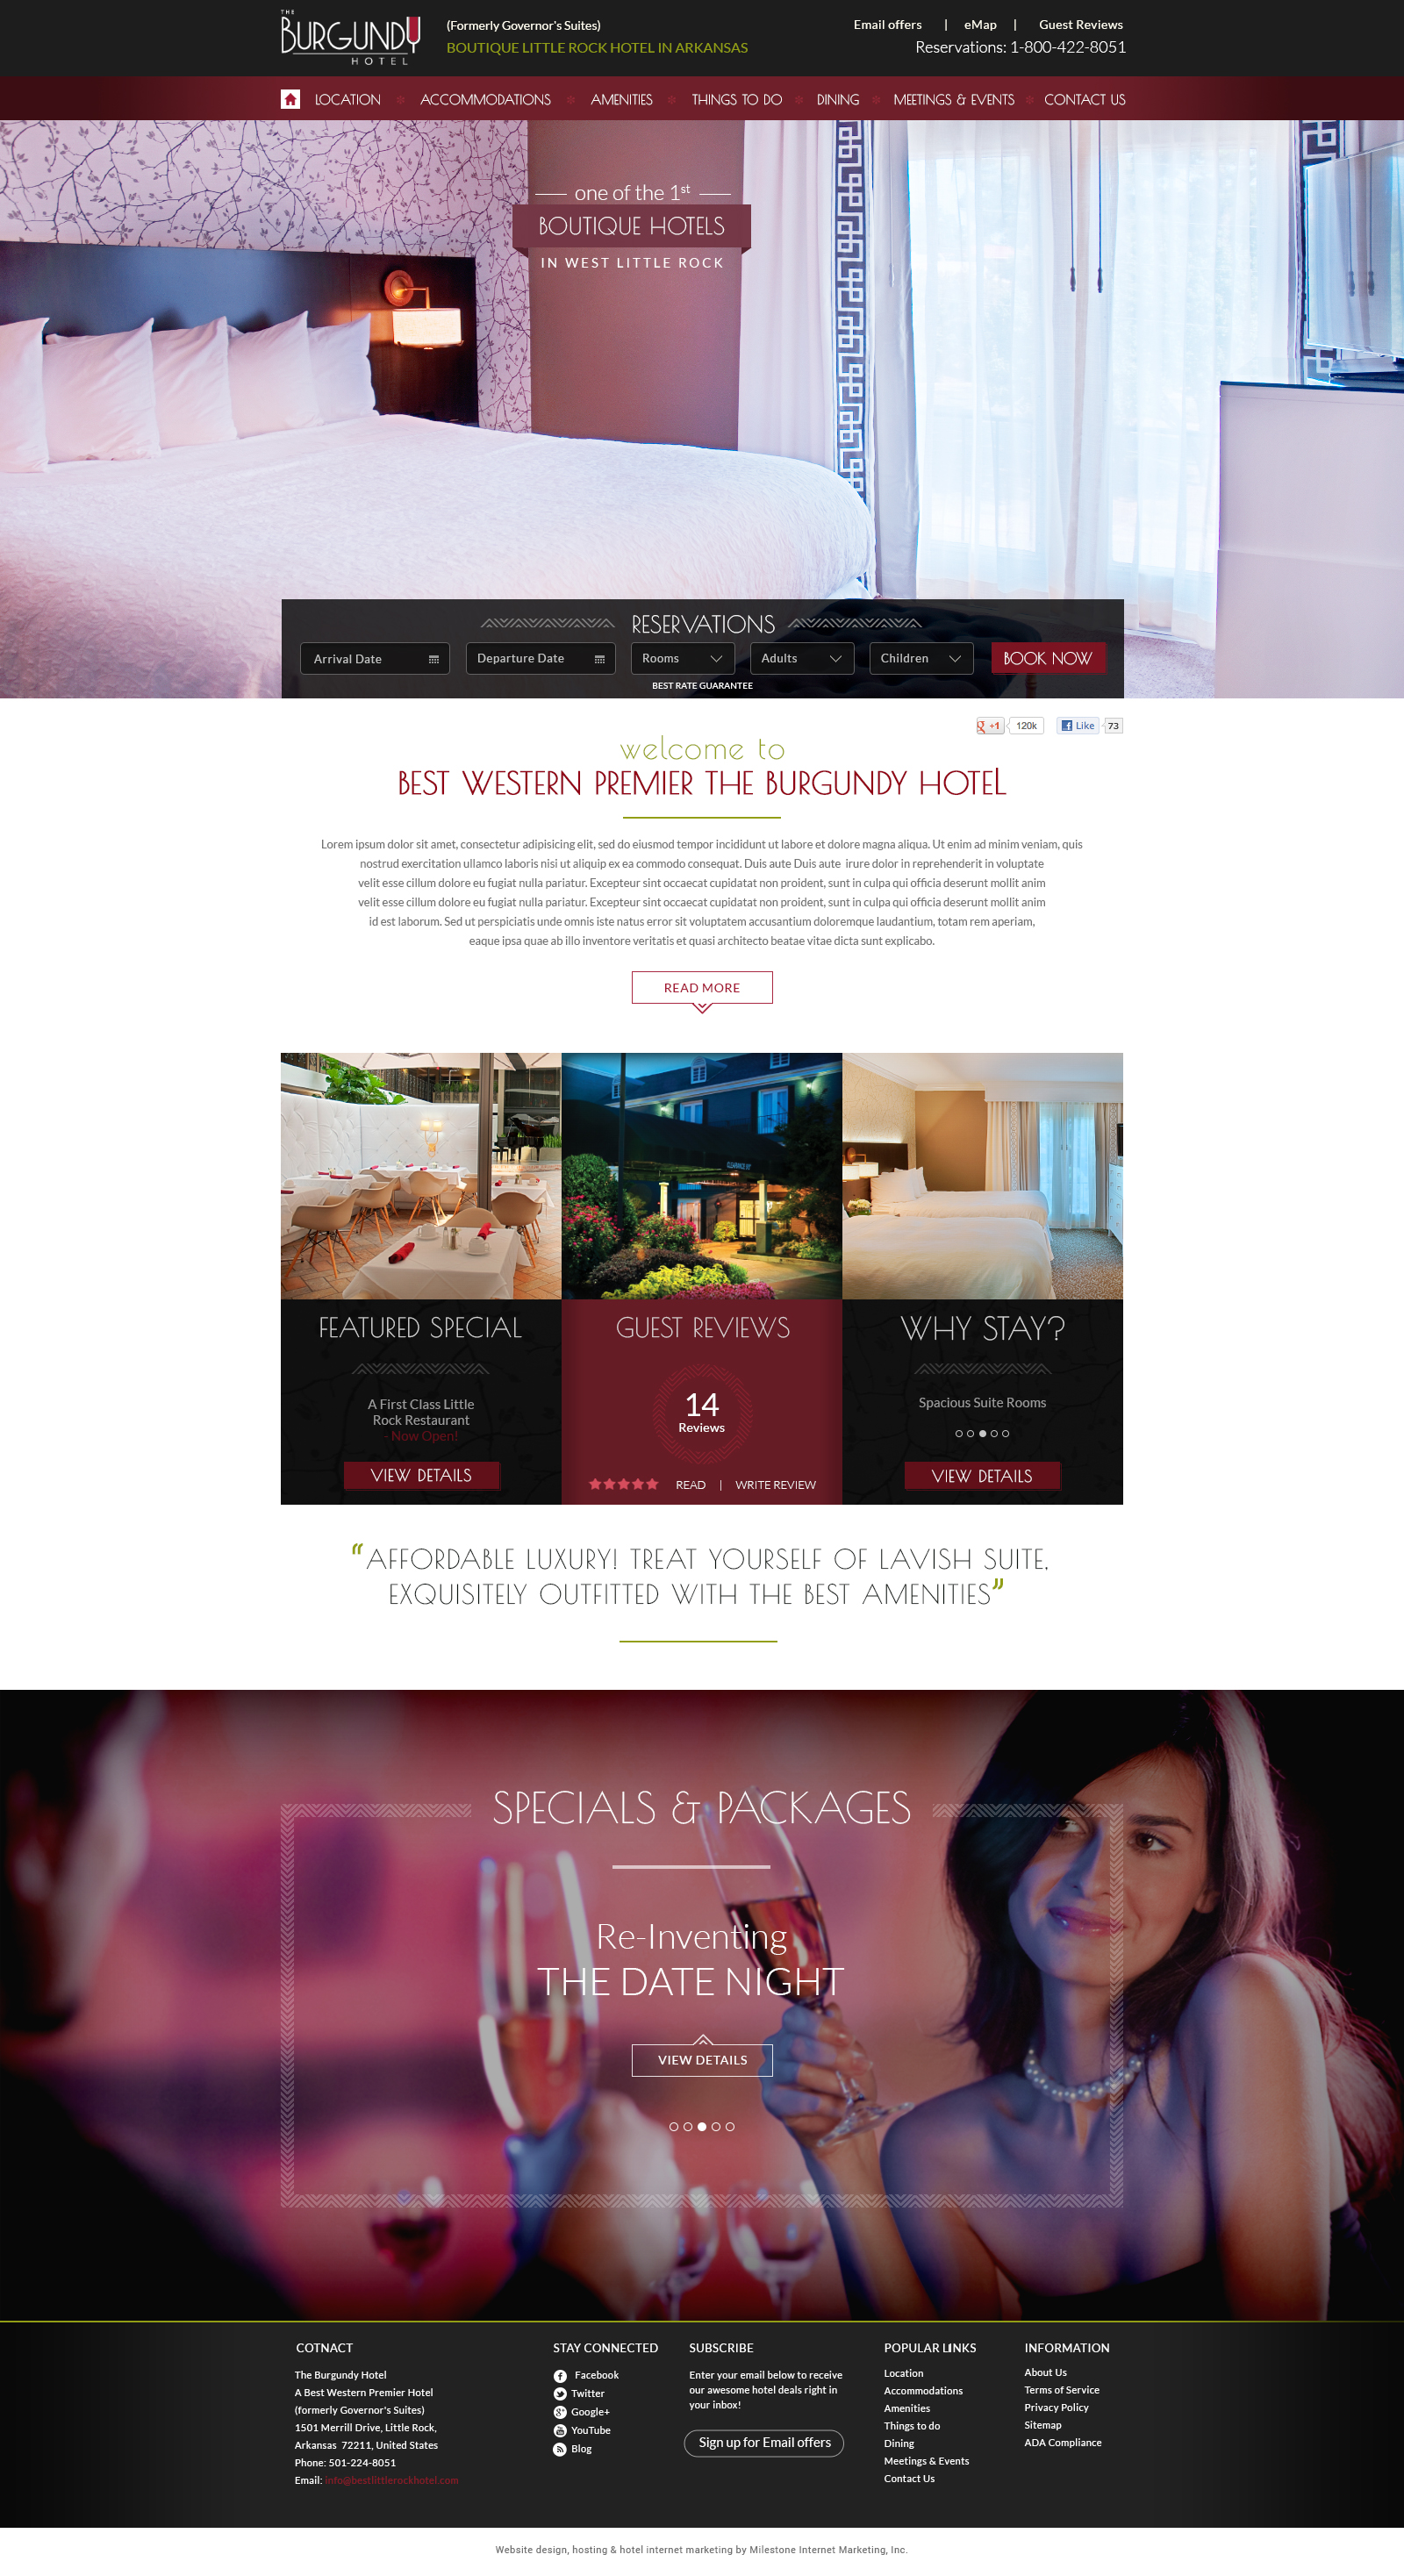 THE
BURGUNDY
HOTEL
(Formerly Governor's Suites)
BOUTIQUE LITTLE ROCK HOTEL IN ARKANSAS
Email offers | eMap | Guest Reviews
Reservations: 1-800-422-8051
LOCATION ACCOMMODATIONS AMENITIES THINGS TO DO DINING MEETINGS & EVENTS CONTACT US
one of the 1st
BOUTIQUE HOTELS
IN WEST LITTLE ROCK
RESERVATIONS
Arrival Date Departure Date Rooms Adults Children BOOK NOW
BEST RATE GUARANTEE
g +1 120k f Like 73
welcome to
BEST WESTERN PREMIER THE BURGUNDY HOTEL
Lorem ipsum dolor sit amet, consectetur adipisicing elit, sed do eiusmod tempor incididunt ut labore et dolore magna aliqua. Ut enim ad minim veniam, quis
nostrud exercitation ullamco laboris nisi ut aliquip ex ea commodo consequat. Duis aute Duis aute irure dolor in reprehenderit in voluptate
velit esse cillum dolore eu fugiat nulla pariatur. Excepteur sint occaecat cupidatat non proident, sunt in culpa qui officia deserunt mollit anim
velit esse cillum dolore eu fugiat nulla pariatur. Excepteur sint occaecat cupidatat non proident, sunt in culpa qui officia deserunt mollit anim
id est laborum. Sed ut perspiciatis unde omnis iste natus error sit voluptatem accusantium doloremque laudantium, totam rem aperiam,
eaque ipsa quae ab illo inventore veritatis et quasi architecto beatae vitae dicta sunt explicabo.
READ MORE
FEATURED SPECIAL
A First Class Little
Rock Restaurant
- Now Open!
VIEW DETAILS
GUEST REVIEWS
14
Reviews
READ | WRITE REVIEW
WHY STAY?
Spacious Suite Rooms
VIEW DETAILS
“AFFORDABLE LUXURY! TREAT YOURSELF OF LAVISH SUITE,
EXQUISITELY OUTFITTED WITH THE BEST AMENITIES”
SPECIALS & PACKAGES
Re-Inventing
THE DATE NIGHT
VIEW DETAILS
COTNACT
The Burgundy Hotel
A Best Western Premier Hotel
(formerly Governor's Suites)
1501 Merrill Drive, Little Rock,
Arkansas 72211, United States
Phone: 501-224-8051
Email: info@bestlittlerockhotel.com
STAY CONNECTED
Facebook
Twitter
Google+
YouTube
Blog
SUBSCRIBE
Enter your email below to receive
our awesome hotel deals right in
your inbox!
Sign up for Email offers
POPULAR LINKS
Location
Accommodations
Amenities
Things to do
Dining
Meetings & Events
Contact Us
INFORMATION
About Us
Terms of Service
Privacy Policy
Sitemap
ADA Compliance
Website design, hosting & hotel internet marketing by Milestone Internet Marketing, Inc.